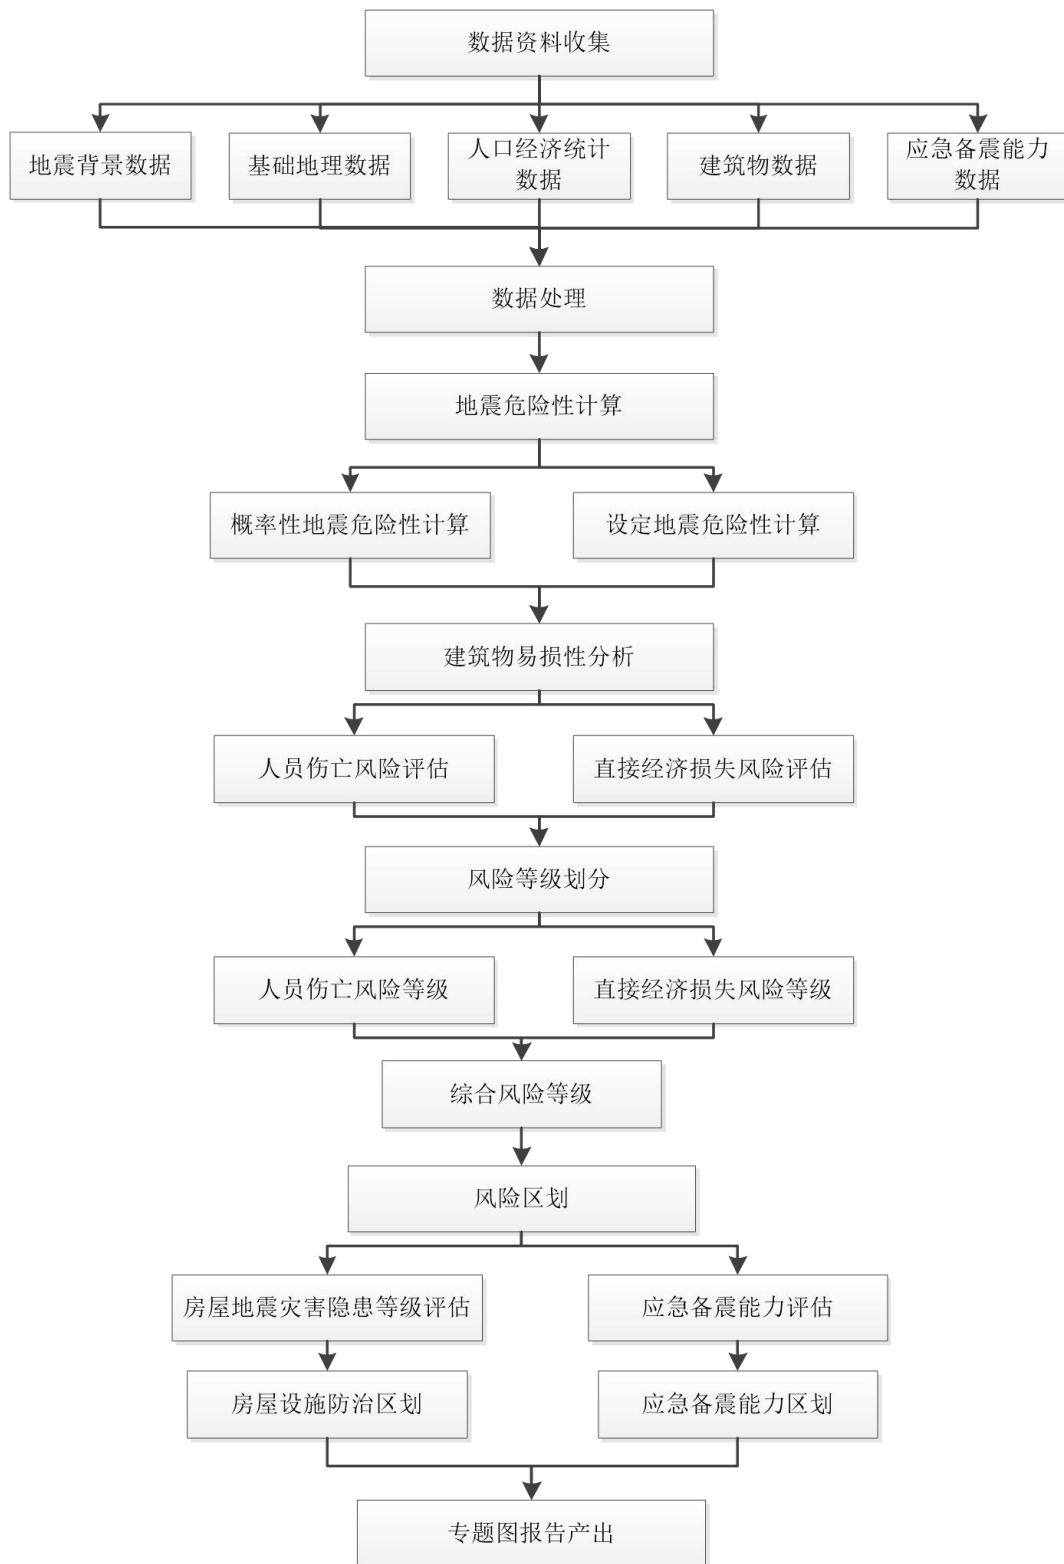 数据资料收集
地震背景数据
基础地理数据
人口经济统计
数据
建筑物数据
应急备震能力
数据
数据处理
地震危险性计算
概率性地震危险性计算
设定地震危险性计算
建筑物易损性分析
人员伤亡风险评估
直接经济损失风险评估
风险等级划分
人员伤亡风险等级
直接经济损失风险等级
综合风险等级
风险区划
房屋地震灾害隐患等级评估
应急备震能力评估
房屋设施防治区划
应急备震能力区划
专题图报告产出